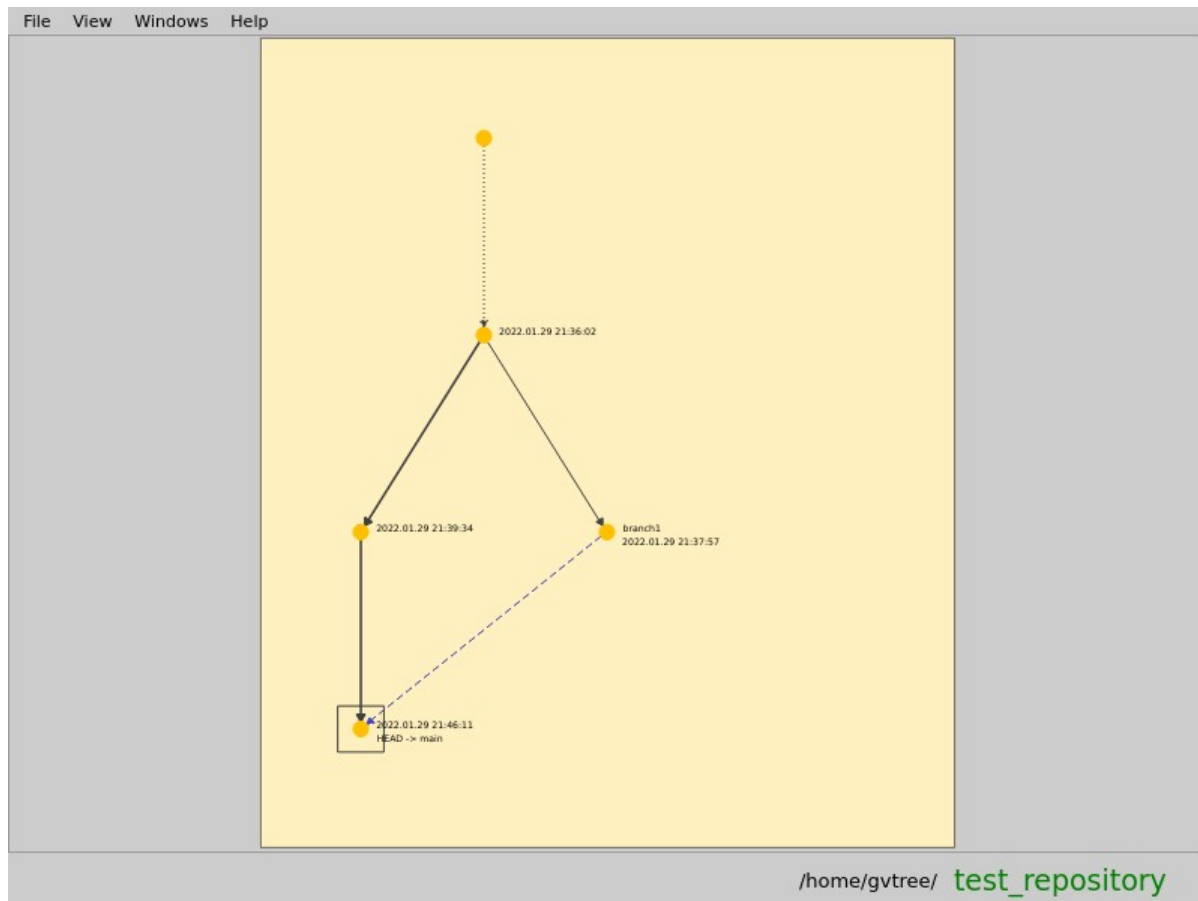 File View Windows Help
2022.01.29 21:36:02
2022.01.29 21:39:34
branch1
2022.01.29 21:37:57
2022.01.29 21:46:11
HEAD -> main
/home/gvtree/ test_repository